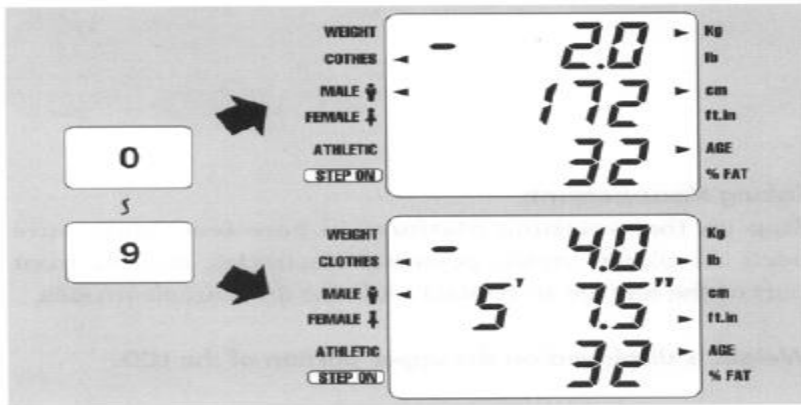 WEIGHT - 2.0 Kg
COTHES lb
MALE 172 cm
FEMALE ft.in
ATHLETIC 32 AGE
STEP ON % FAT
0
9
WEIGHT - 4.0 Kg
CLOTHES lb
MALE 5' 7.5" cm
FEMALE ft.in
ATHLETIC 32 AGE
STEP ON % FAT